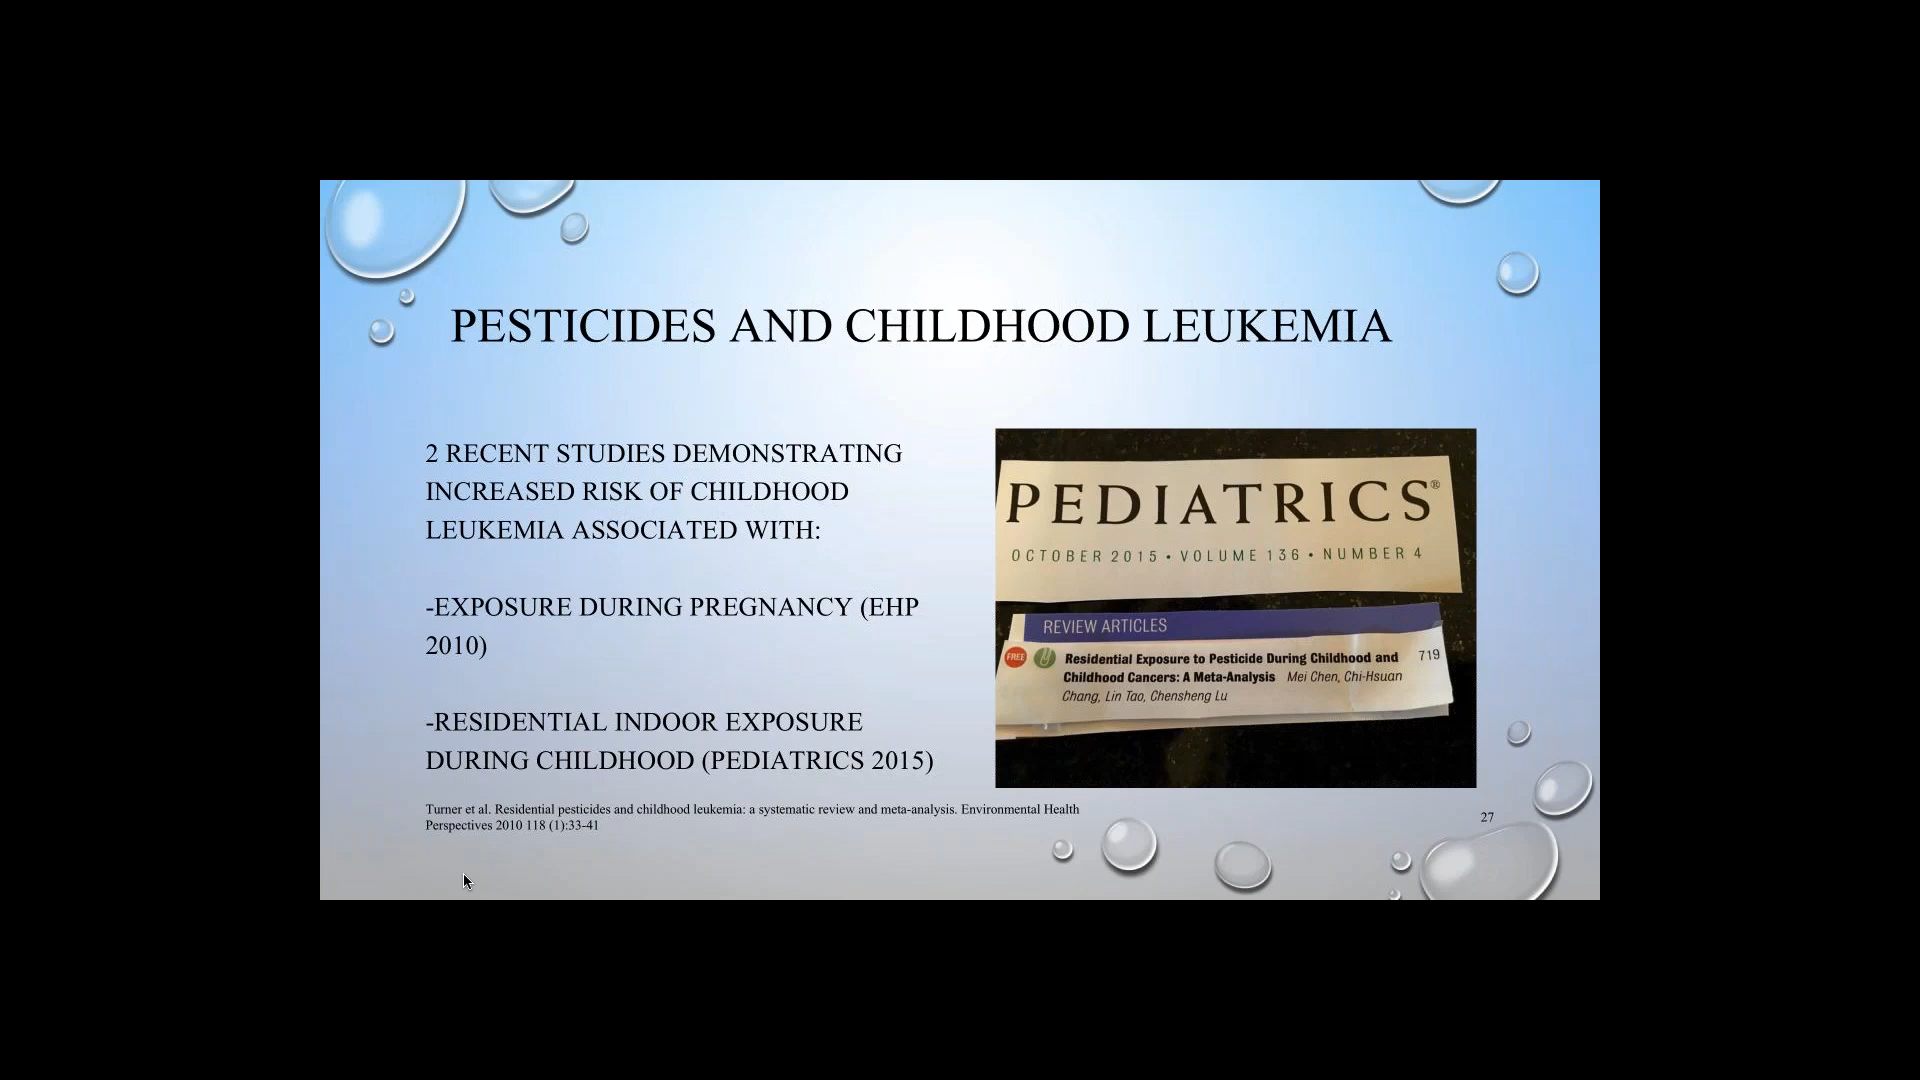 PESTICIDES AND CHILDHOOD LEUKEMIA
2 RECENT STUDIES DEMONSTRATING
INCREASED RISK OF CHILDHOOD
LEUKEMIA ASSOCIATED WITH:
-EXPOSURE DURING PREGNANCY (EHP
2010)
-RESIDENTIAL INDOOR EXPOSURE
DURING CHILDHOOD (PEDIATRICS 2015)
PEDIATRICS®
OCTOBER 2015 • VOLUME 136 • NUMBER 4
REVIEW ARTICLES
FREE
Residential Exposure to Pesticide During Childhood and 719
Childhood Cancers: A Meta-Analysis Mei Chen, Chi-Hsuan
Chang, Lin Tao, Chensheng Lu
Turner et al. Residential pesticides and childhood leukemia: a systematic review and meta-analysis. Environmental Health
Perspectives 2010 118 (1):33-41
27